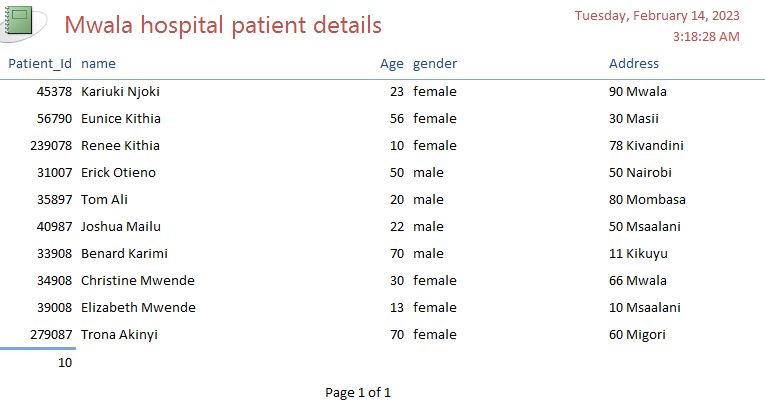 Mwala hospital patient details
Tuesday, February 14, 2023
3:18:28 AM
Patient_Id name Age gender Address
45378 Kariuki Njoki 23 female 90 Mwala
56790 Eunice Kithia 56 female 30 Masii
239078 Renee Kithia 10 female 78 Kivandini
31007 Erick Otieno 50 male 50 Nairobi
35897 Tom Ali 20 male 80 Mombasa
40987 Joshua Mailu 22 male 50 Msaalani
33908 Benard Karimi 70 male 11 Kikuyu
34908 Christine Mwende 30 female 66 Mwala
39008 Elizabeth Mwende 13 female 10 Msaalani
279087 Trona Akinyi 70 female 60 Migori
10
Page 1 of 1